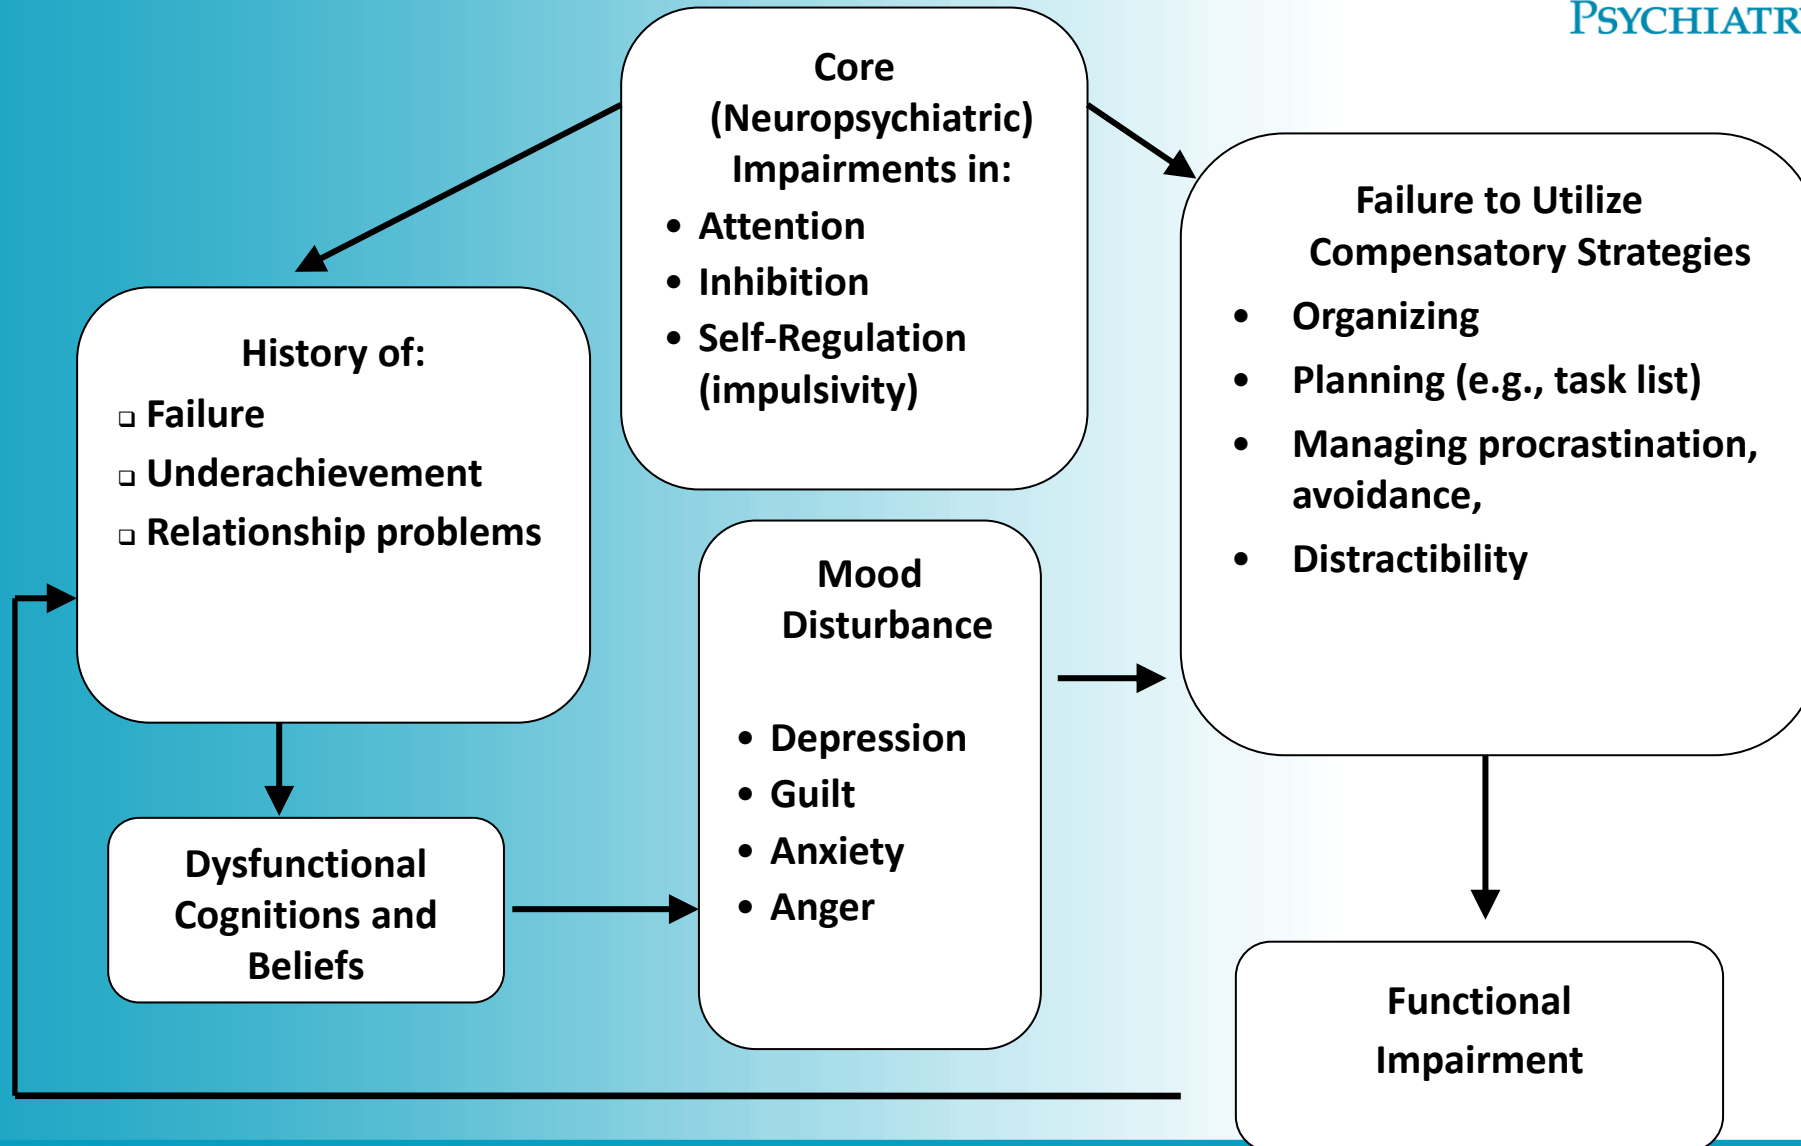 PSYCHIATR
Core
(Neuropsychiatric)
Impairments in:
• Attention
• Inhibition
• Self-Regulation
(impulsivity)
Failure to Utilize
Compensatory Strategies
• Organizing
• Planning (e.g., task list)
• Managing procrastination,
avoidance,
• Distractibility
History of:
❑ Failure
❑ Underachievement
❑ Relationship problems
Mood
Disturbance
• Depression
• Guilt
• Anxiety
• Anger
Dysfunctional
Cognitions and
Beliefs
Functional
Impairment